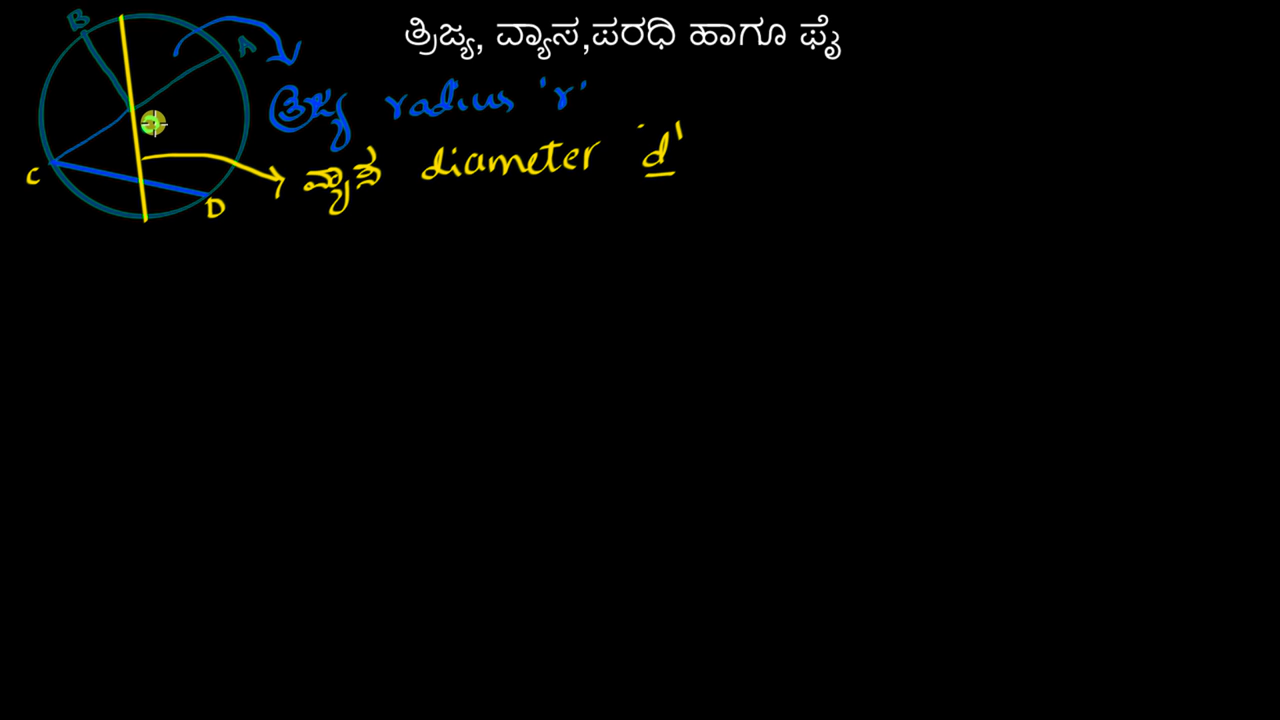 ತ್ರಿಜ್ಯ, ವ್ಯಾಸ,ಪರಧಿ ಹಾಗೂ ಫೈ
B
A
ತ್ರಿಜ್ಯ radius 'r'
ವ್ಯಾಸ diameter 'd'
C
D